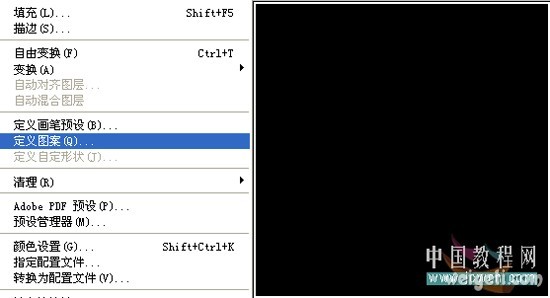 填充(L)... Shift+F5
描边(S)...
自由变换(F) Ctrl+T
变换(A)
自动对齐图层...
自动混合图层
定义画笔预设(B)...
定义图案(Q)...
定义自定形状(T)...
清理(R)
Adobe PDF 预设(P)...
预设管理器(M)...
颜色设置(G)... Shift+Ctrl+K
指定配置文件...
转换为配置文件(V)...
中国教程网
weigeti.com